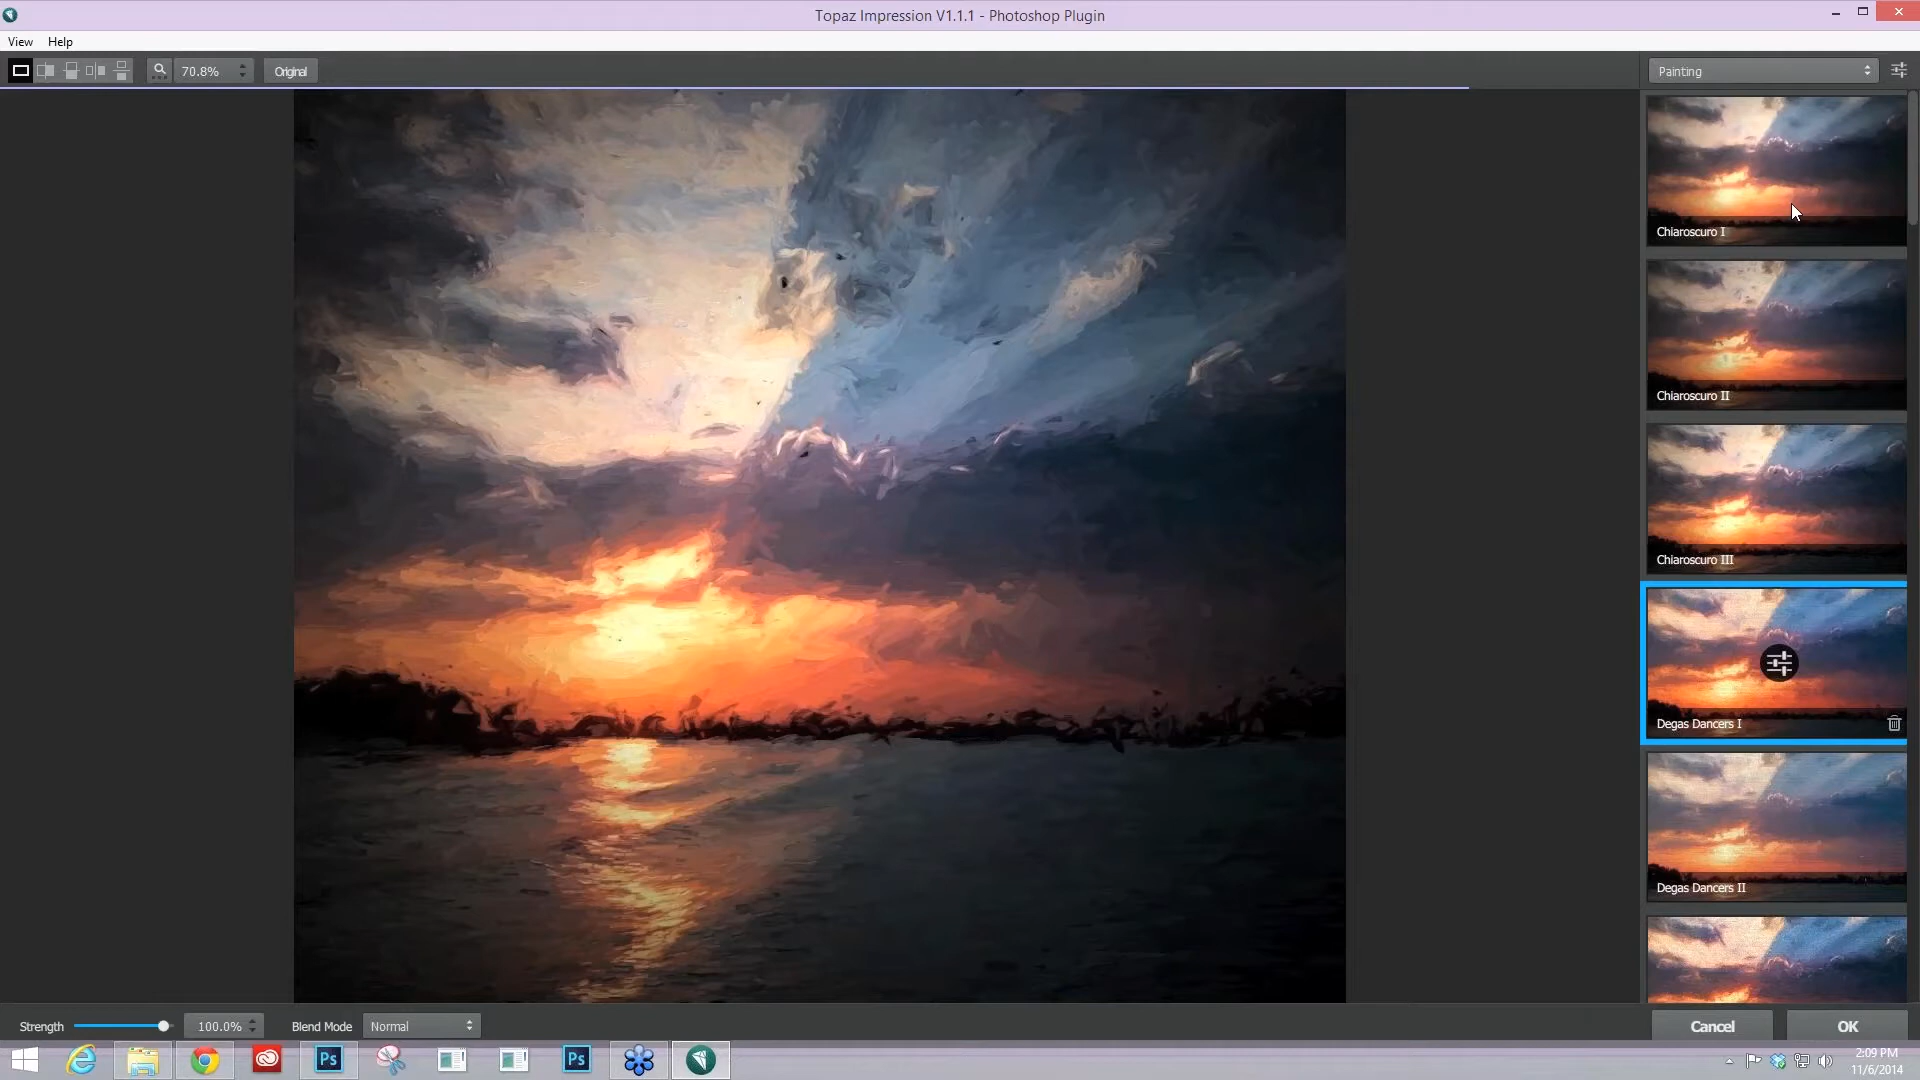 Topaz Impression V1.1.1 - Photoshop Plugin
View Help
70.8% Original
Painting
Chiaroscuro I
Chiaroscuro II
Chiaroscuro III
Degas Dancers I
Degas Dancers II
Strength 100.0% Blend Mode Normal
Cancel OK
Ps Ps
2:09 PM
11/6/2014